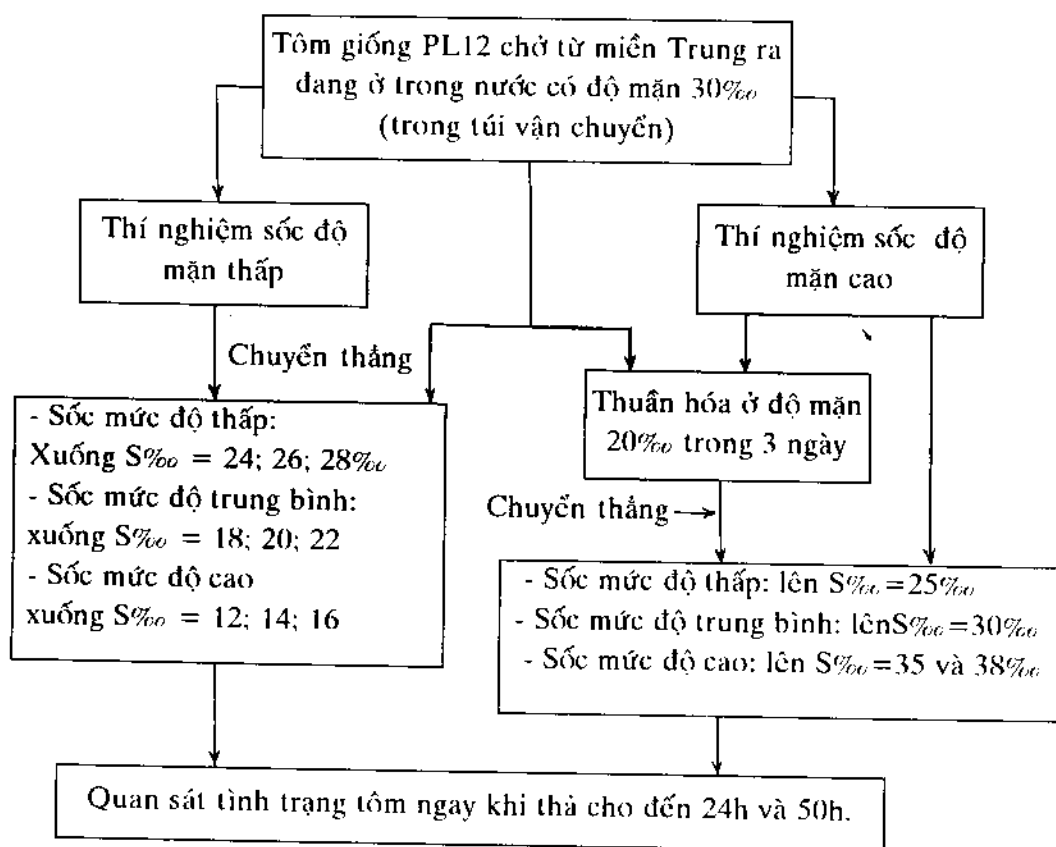 Tôm giống PL12 chở từ miền Trung ra
đang ở trong nước có độ mặn 30‰
(trong túi vận chuyển)
Thí nghiệm sốc độ
mặn thấp
Thí nghiệm sốc độ
mặn cao
Chuyển thẳng
- Sốc mức độ thấp:
Xuống S‰ = 24; 26; 28‰
- Sốc mức độ trung bình:
xuống S‰ = 18; 20; 22
- Sốc mức độ cao
xuống S‰ = 12; 14; 16
Thuần hóa ở độ mặn
20‰ trong 3 ngày
Chuyển thẳng
- Sốc mức độ thấp: lên S‰=25‰
- Sốc mức độ trung bình: lênS‰=30‰
- Sốc mức độ cao: lên S‰=35 và 38‰
Quan sát tình trạng tôm ngay khi thả cho đến 24h và 50h.